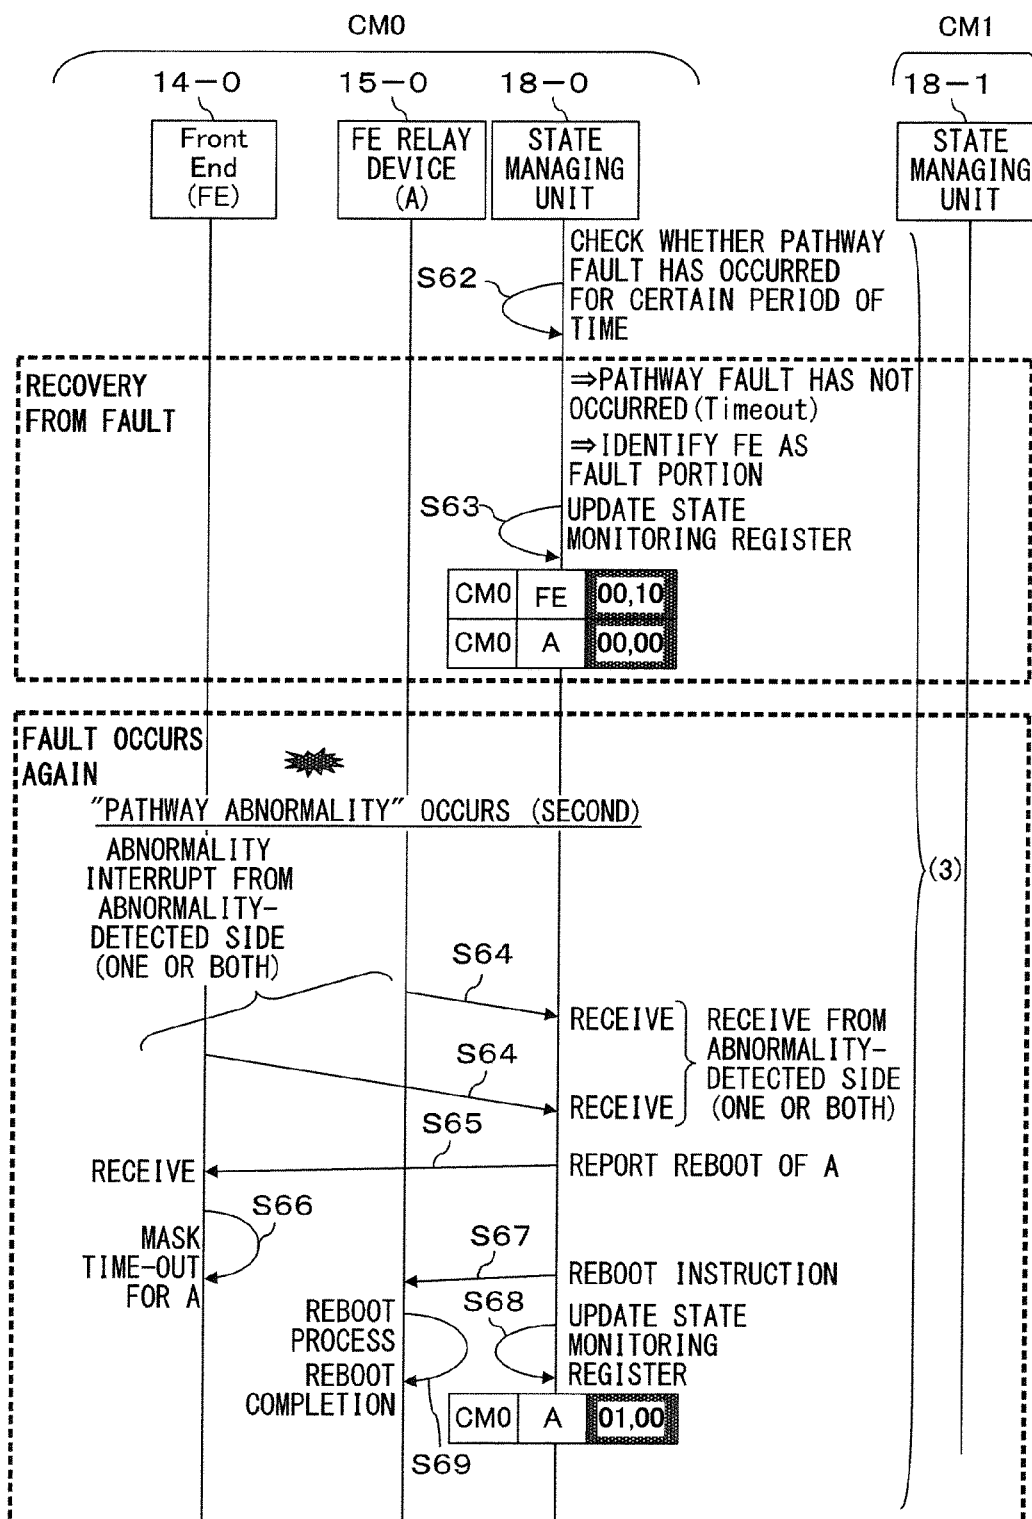 CM0
CM1
14-0
15-0
18-0
18-1
Front
End
(FE)
FE RELAY
DEVICE
(A)
STATE
MANAGING
UNIT
STATE
MANAGING
UNIT
S62
CHECK WHETHER PATHWAY
FAULT HAS OCCURRED
FOR CERTAIN PERIOD OF
TIME
RECOVERY
FROM FAULT
⇒PATHWAY FAULT HAS NOT
OCCURRED(Timeout)
⇒IDENTIFY FE AS
FAULT PORTION
S63
UPDATE STATE
MONITORING REGISTER
CM0 FE 00,10
CM0 A 00,00
FAULT OCCURS
AGAIN
"PATHWAY ABNORMALITY" OCCURS (SECOND)
ABNORMALITY
INTERRUPT FROM
ABNORMALITY-
DETECTED SIDE
(ONE OR BOTH)
(3)
S64
RECEIVE
S64
RECEIVE
RECEIVE FROM
ABNORMALITY-
DETECTED SIDE
(ONE OR BOTH)
S65
RECEIVE
REPORT REBOOT OF A
S66
MASK
TIME-OUT
FOR A
S67
REBOOT INSTRUCTION
REBOOT
PROCESS
REBOOT
COMPLETION
S68
UPDATE STATE
MONITORING
REGISTER
CM0 A 01,00
S69